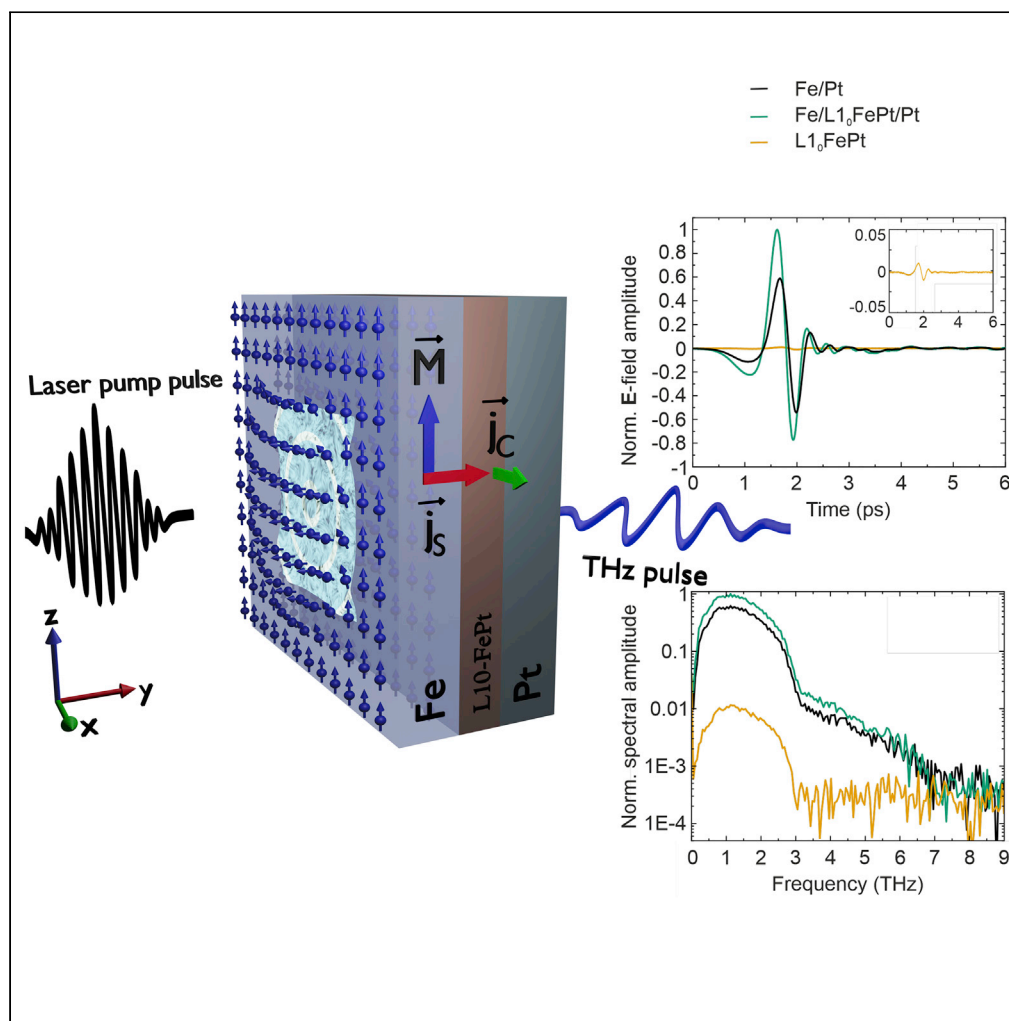 Fe/Pt
Fe/L1₀FePt/Pt
L1₀FePt
Laser pump pulse
M
j_C
j_S
Fe
L10-FePt
Pt
THz pulse
z
y
x
Norm. E-field amplitude
1
0.8
0.6
0.4
0.2
0
-0.2
-0.4
-0.6
-0.8
-1
0.05
0
-0.05
0 2 4 6
0 1 2 3 4 5 6
Time (ps)
Norm. spectral amplitude
1
0.1
0.01
1E-3
1E-4
0 1 2 3 4 5 6 7 8 9
Frequency (THz)